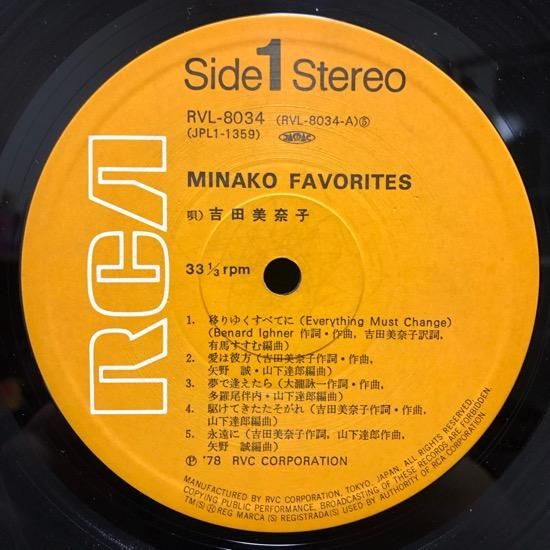 RCA
Side 1 Stereo
RVL-8034 (RVL-8034-A)Ⓢ
(JPL1-1359) JASRAC
MINAKO FAVORITES
唄) 吉田美奈子
33 1/3 rpm
1. 移りゆくすべてに (Everything Must Change)
(Benard Ighner 作詞・作曲, 吉田美奈子訳詞,
有馬すすむ編曲)
2. 愛は彼方 (吉田美奈子作詞・作曲,
矢野 誠・山下達郎編曲)
3. 夢で逢えたら (大瀧詠一作詞・作曲,
多羅尾伴内・山下達郎編曲)
4. 駆けてきたたそがれ (吉田美奈子作詞・作曲,
山下達郎編曲)
5. 永遠に (吉田美奈子作詞, 山下達郎作曲,
矢野 誠編曲)
Ⓟ '78 RVC CORPORATION
MANUFACTURED BY RVC CORPORATION, TOKYO, JAPAN. ALL RIGHTS RESERVED.
COPYING PUBLIC PERFORMANCE, BROADCASTING OF THESE RECORDS ARE FORBIDDEN.
TM(S) Ⓡ REG MARCA(S) REGISTRADA(S) USED BY AUTHORITY OF RCA CORPORATION